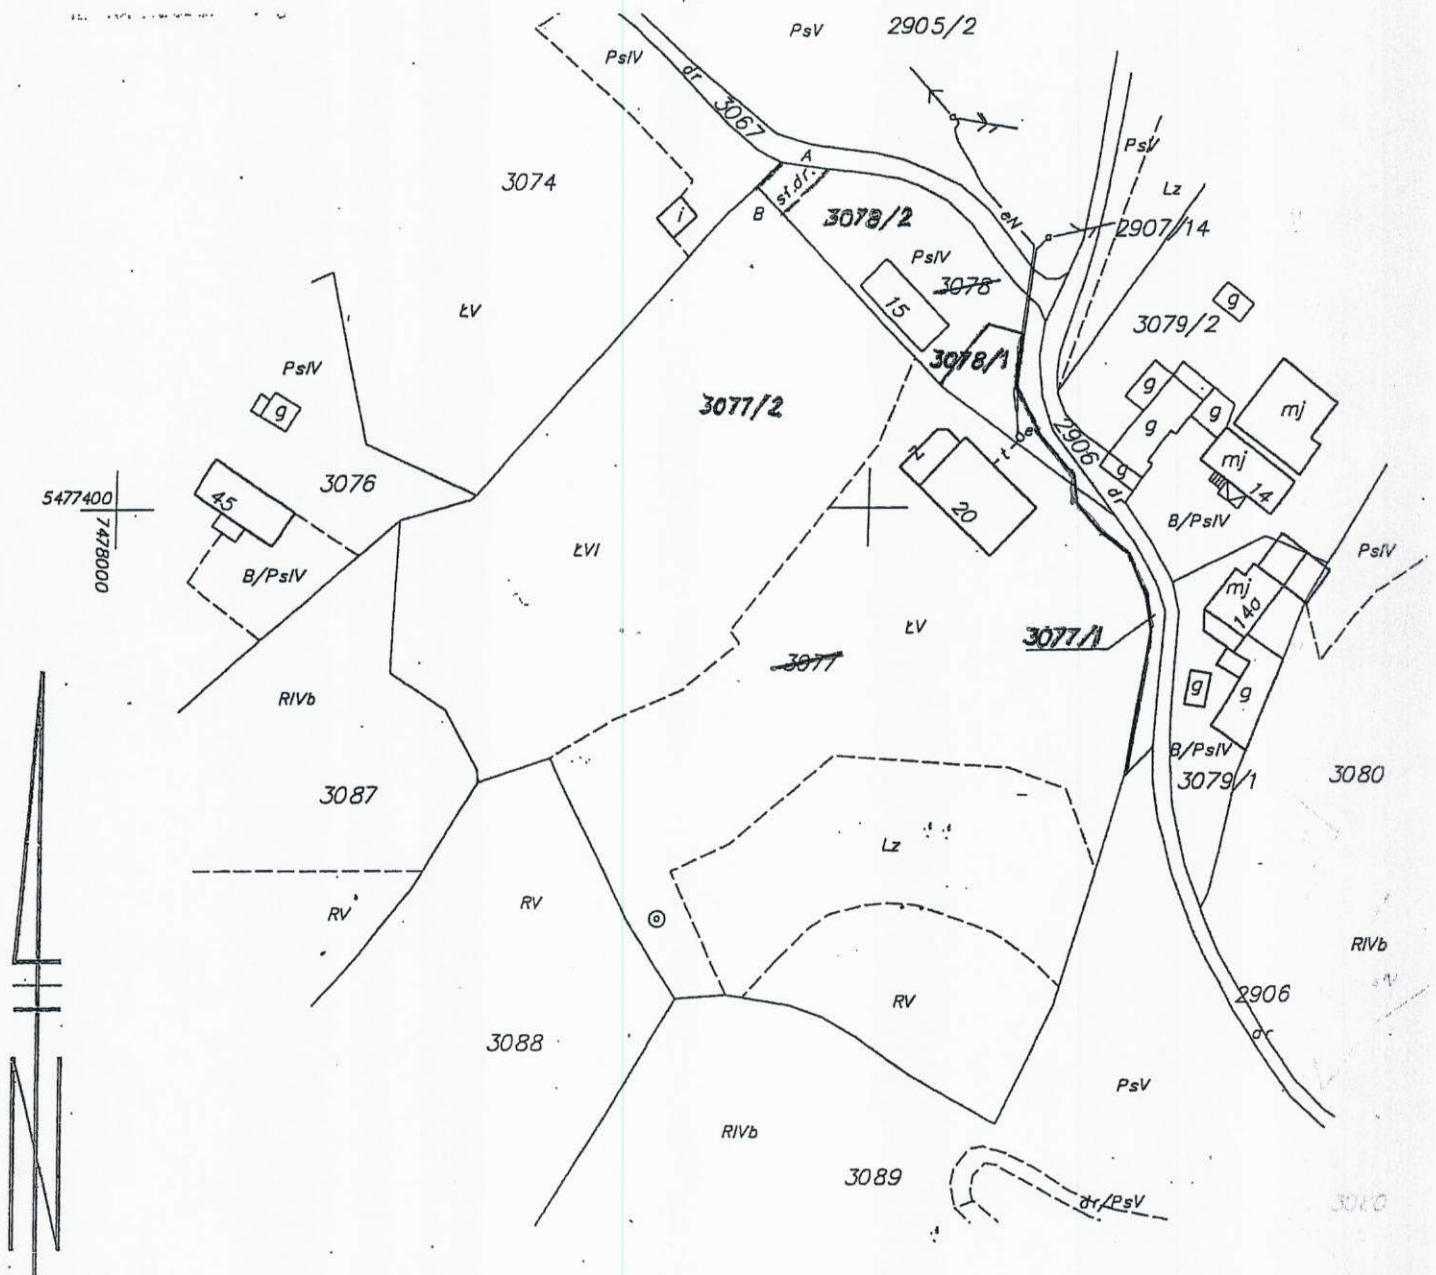 PsV 2905/2
PsIV
dr
3067
A
st.dr.
B
3074
i
3078/2
eN
PsV
Lz
2907/14
PsIV
3078
15
g
3079/2
ŁV
PsIV
g
3078/1
3077/2
g
g
g
g
mj
mj
14
2906
dr
e
t
20
5477400
7478000
45
3076
B/PsIV
ŁVI
B/PsIV
PsIV
mj
14a
ŁV
3077/1
3077
g
g
RIVb
B/PsIV
3079/1
3080
3087
Lz
RV
RV
RIVb
2906
dr
RV
3088
PsV
RIVb
3089
dr/PsV
3080
N